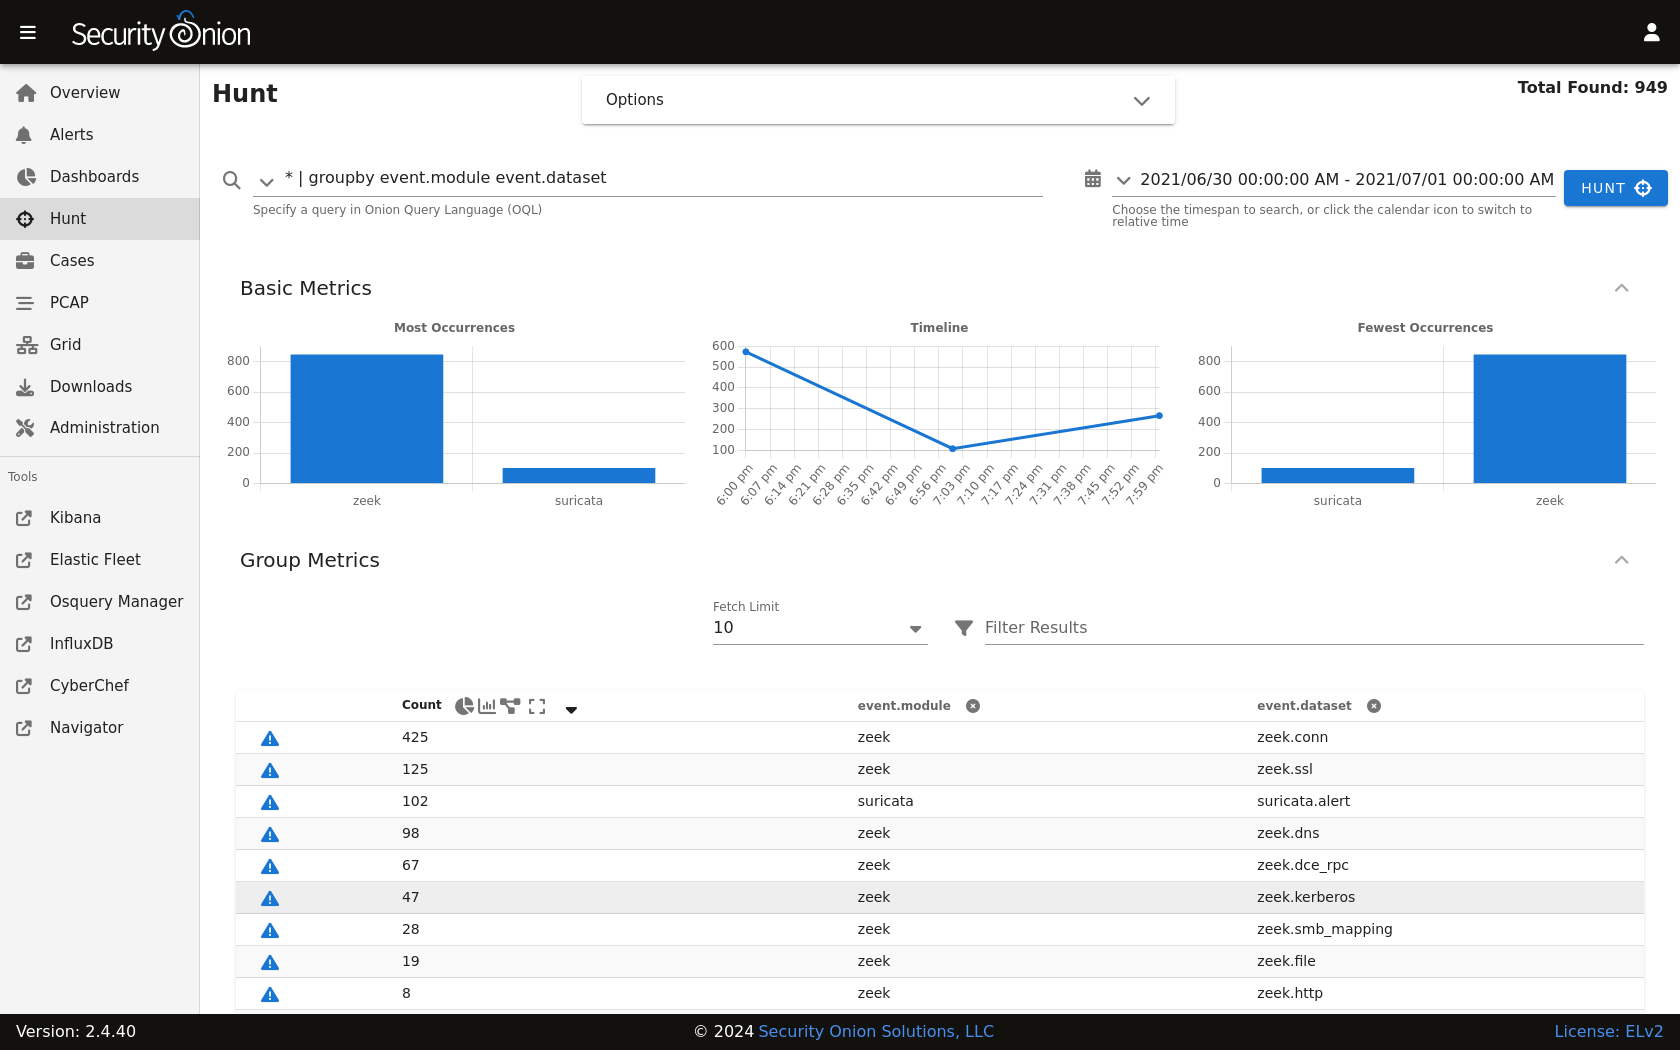 Security Onion
Overview
Alerts
Dashboards
Hunt
Cases
PCAP
Grid
Downloads
Administration
Tools
Kibana
Elastic Fleet
Osquery Manager
InfluxDB
CyberChef
Navigator
Hunt
Options
Total Found: 949
* | groupby event.module event.dataset
Specify a query in Onion Query Language (OQL)
2021/06/30 00:00:00 AM - 2021/07/01 00:00:00 AM
HUNT
Choose the timespan to search, or click the calendar icon to switch to
relative time
Basic Metrics
Most Occurrences
800
600
400
200
0
zeek suricata
Timeline
600
500
400
300
200
100
6:00 pm 6:07 pm 6:14 pm 6:21 pm 6:28 pm 6:35 pm 6:42 pm 6:49 pm 6:56 pm 7:03 pm 7:10 pm 7:17 pm 7:24 pm 7:31 pm 7:38 pm 7:45 pm 7:52 pm 7:59 pm
Fewest Occurrences
800
600
400
200
0
suricata zeek
Group Metrics
Fetch Limit
10
Filter Results
Count event.module event.dataset
425 zeek zeek.conn
125 zeek zeek.ssl
102 suricata suricata.alert
98 zeek zeek.dns
67 zeek zeek.dce_rpc
47 zeek zeek.kerberos
28 zeek zeek.smb_mapping
19 zeek zeek.file
8 zeek zeek.http
Version: 2.4.40
© 2024 Security Onion Solutions, LLC
License: ELv2